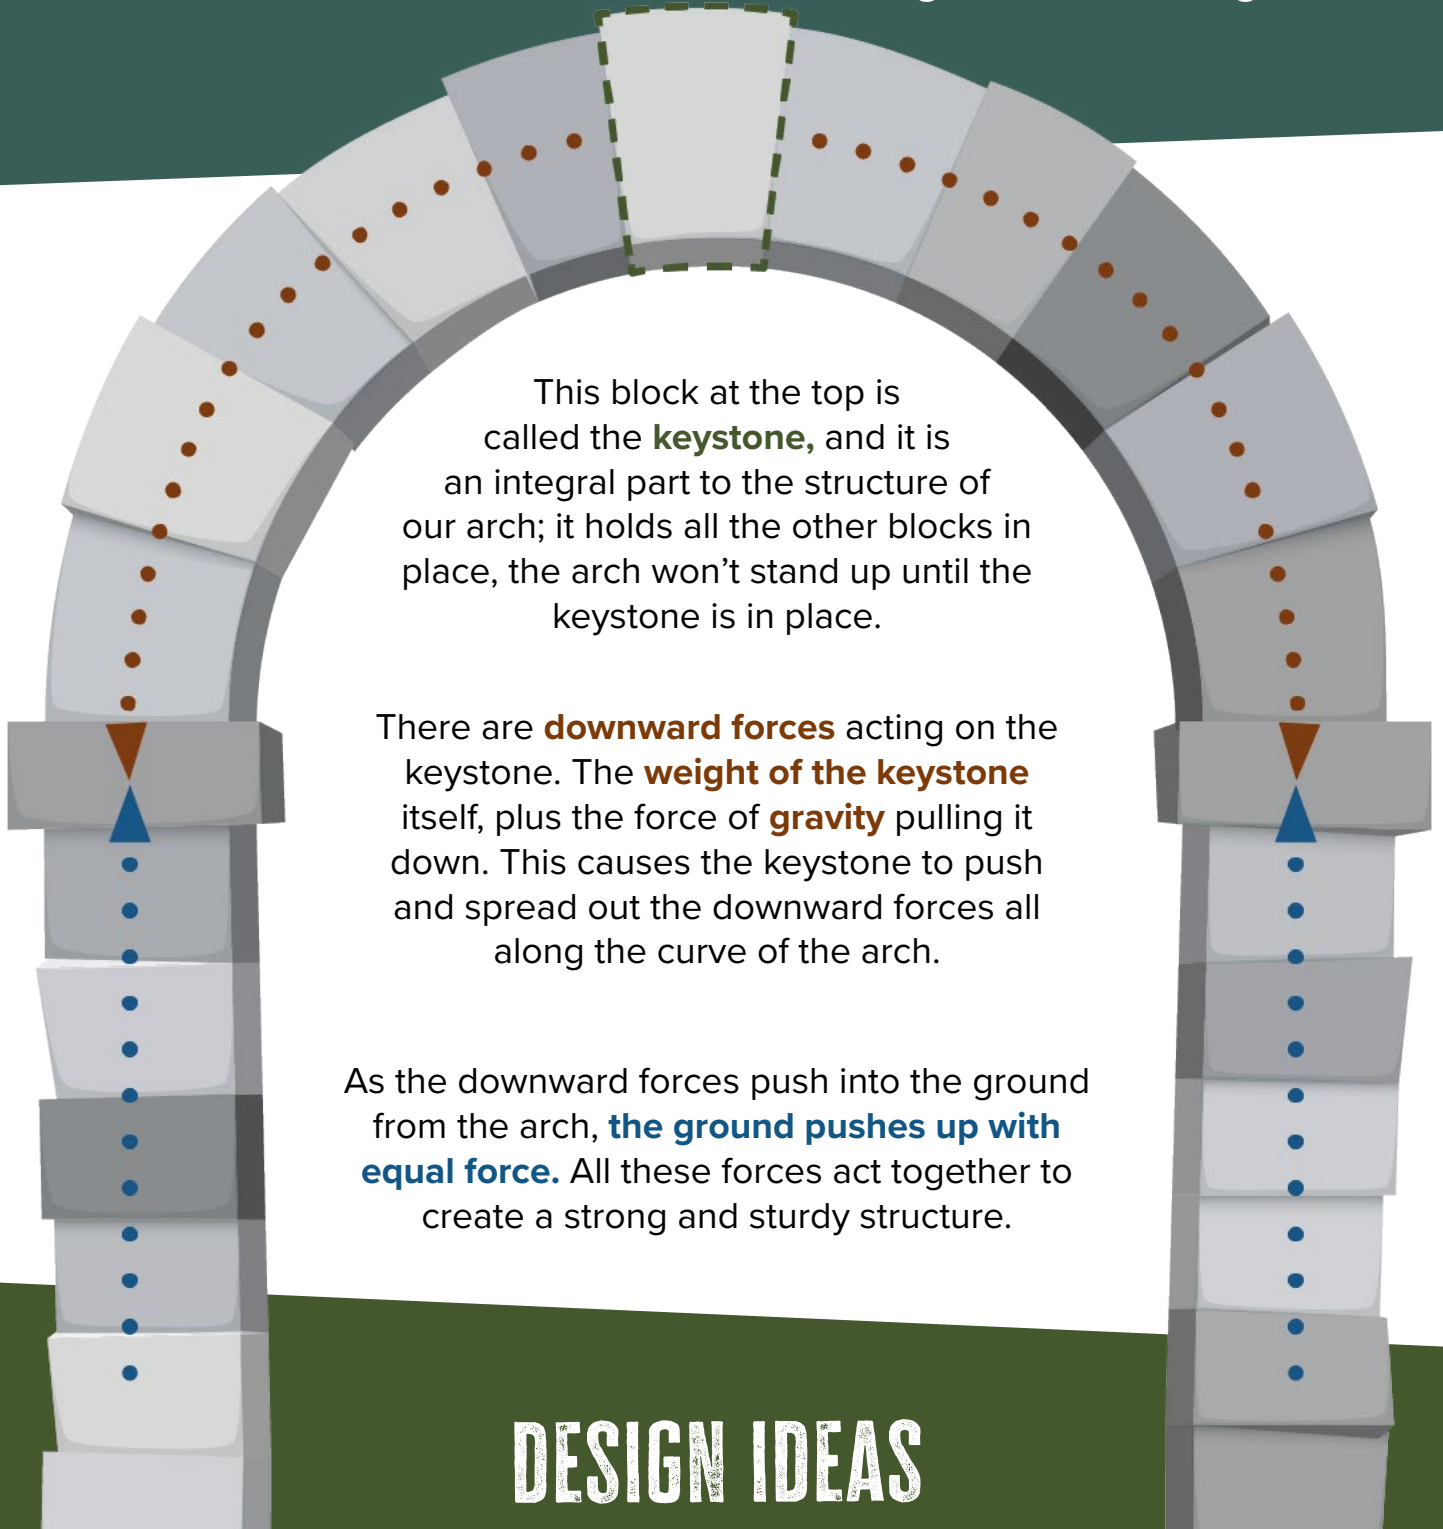 This block at the top is
called the keystone, and it is
an integral part to the structure of
our arch; it holds all the other blocks in
place, the arch won’t stand up until the
keystone is in place.
There are downward forces acting on the
keystone. The weight of the keystone
itself, plus the force of gravity pulling it
down. This causes the keystone to push
and spread out the downward forces all
along the curve of the arch.
As the downward forces push into the ground
from the arch, the ground pushes up with
equal force. All these forces act together to
create a strong and sturdy structure.
DESIGN IDEAS